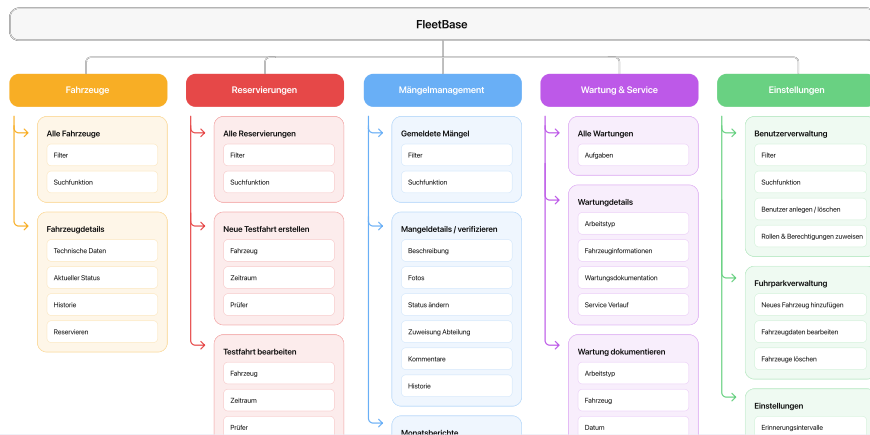 FleetBase
Fahrzeuge
Alle Fahrzeuge
Filter
Suchfunktion
Fahrzeugdetails
Technische Daten
Aktueller Status
Historie
Reservieren
Reservierungen
Alle Reservierungen
Filter
Suchfunktion
Neue Testfahrt erstellen
Fahrzeug
Zeitraum
Prüfer
Testfahrt bearbeiten
Fahrzeug
Zeitraum
Prüfer
Mängelmanagement
Gemeldete Mängel
Filter
Suchfunktion
Mangeldetails / verifizieren
Beschreibung
Fotos
Status ändern
Zuweisung Abteilung
Kommentare
Historie
Monatsberichte
Wartung & Service
Alle Wartungen
Aufgaben
Wartungdetails
Arbeitstyp
Fahrzeuginformationen
Wartungsdokumentation
Service Verlauf
Wartung dokumentieren
Arbeitstyp
Fahrzeug
Datum
Einstellungen
Benutzerverwaltung
Filter
Suchfunktion
Benutzer anlegen / löschen
Rollen & Berechtigungen zuweisen
Fuhrparkverwaltung
Neues Fahrzeug hinzufügen
Fahrzeugdaten bearbeiten
Fahrzeuge löschen
Einstellungen
Erinnerungsintervalle